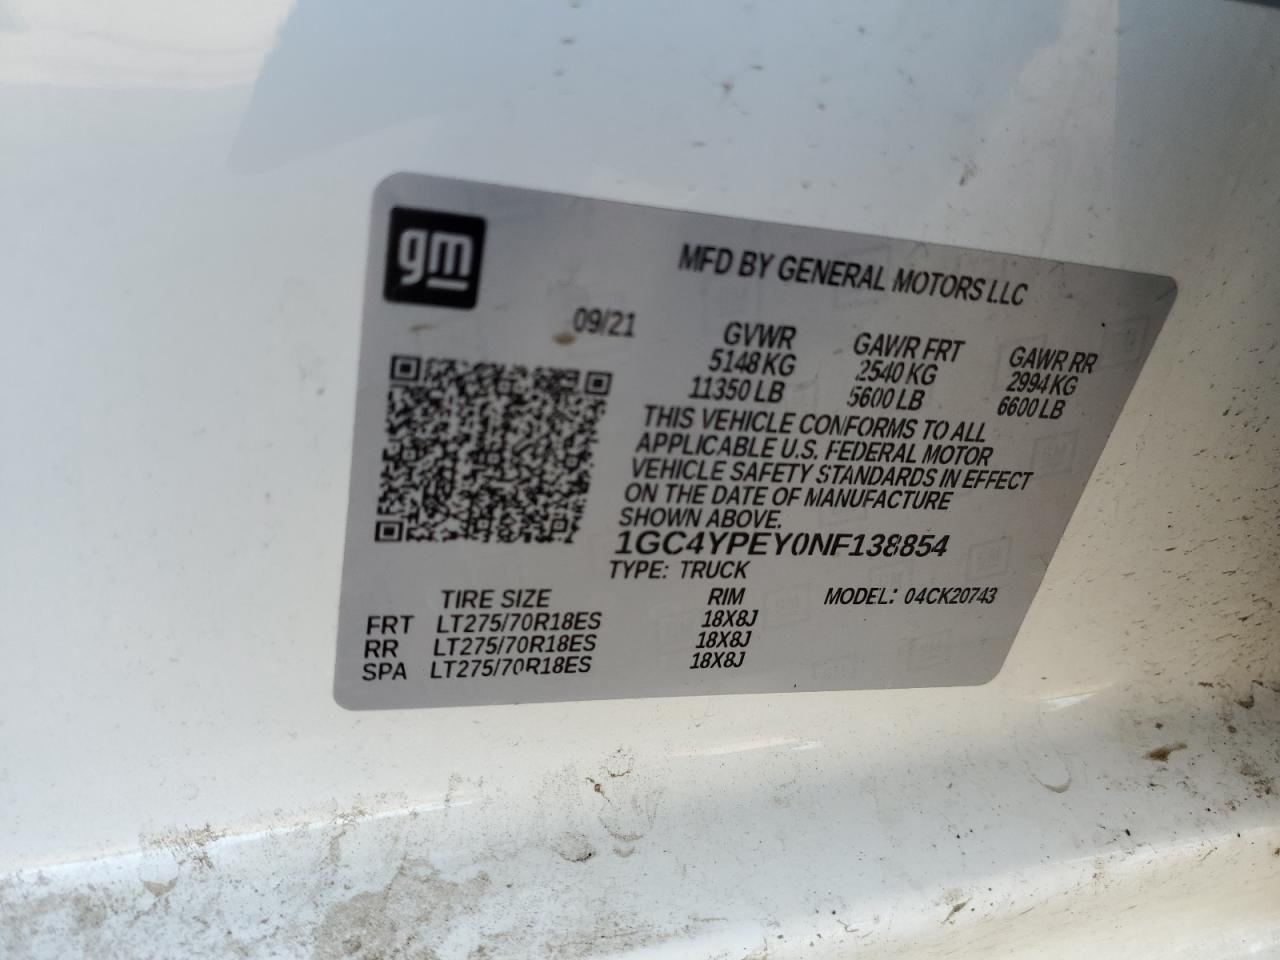 gm
MFD BY GENERAL MOTORS LLC
09/21
GVWR GAWR FRT GAWR RR
5148 KG 2540 KG 2994 KG
11350 LB 5600 LB 6600 LB
THIS VEHICLE CONFORMS TO ALL
APPLICABLE U.S. FEDERAL MOTOR
VEHICLE SAFETY STANDARDS IN EFFECT
ON THE DATE OF MANUFACTURE
SHOWN ABOVE.
1GC4YPEY0NF138854
TYPE: TRUCK
TIRE SIZE RIM MODEL: 04CK20743
FRT LT275/70R18ES 18X8J
RR LT275/70R18ES 18X8J
SPA LT275/70R18ES 18X8J